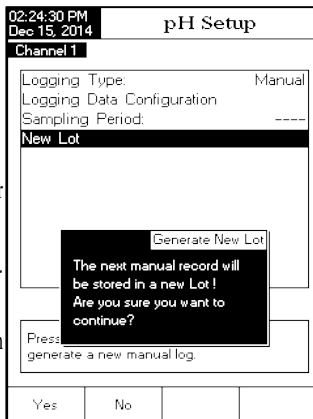 02:24:30 PM
Dec 15, 2014
pH Setup
Channel 1
Logging Type: Manual
Logging Data Configuration
Sampling Period: ----
New Lot
Generate New Lot
The next manual record will
be stored in a new Lot !
Are you sure you want to
continue?
Press
generate a new manual log.
Yes No